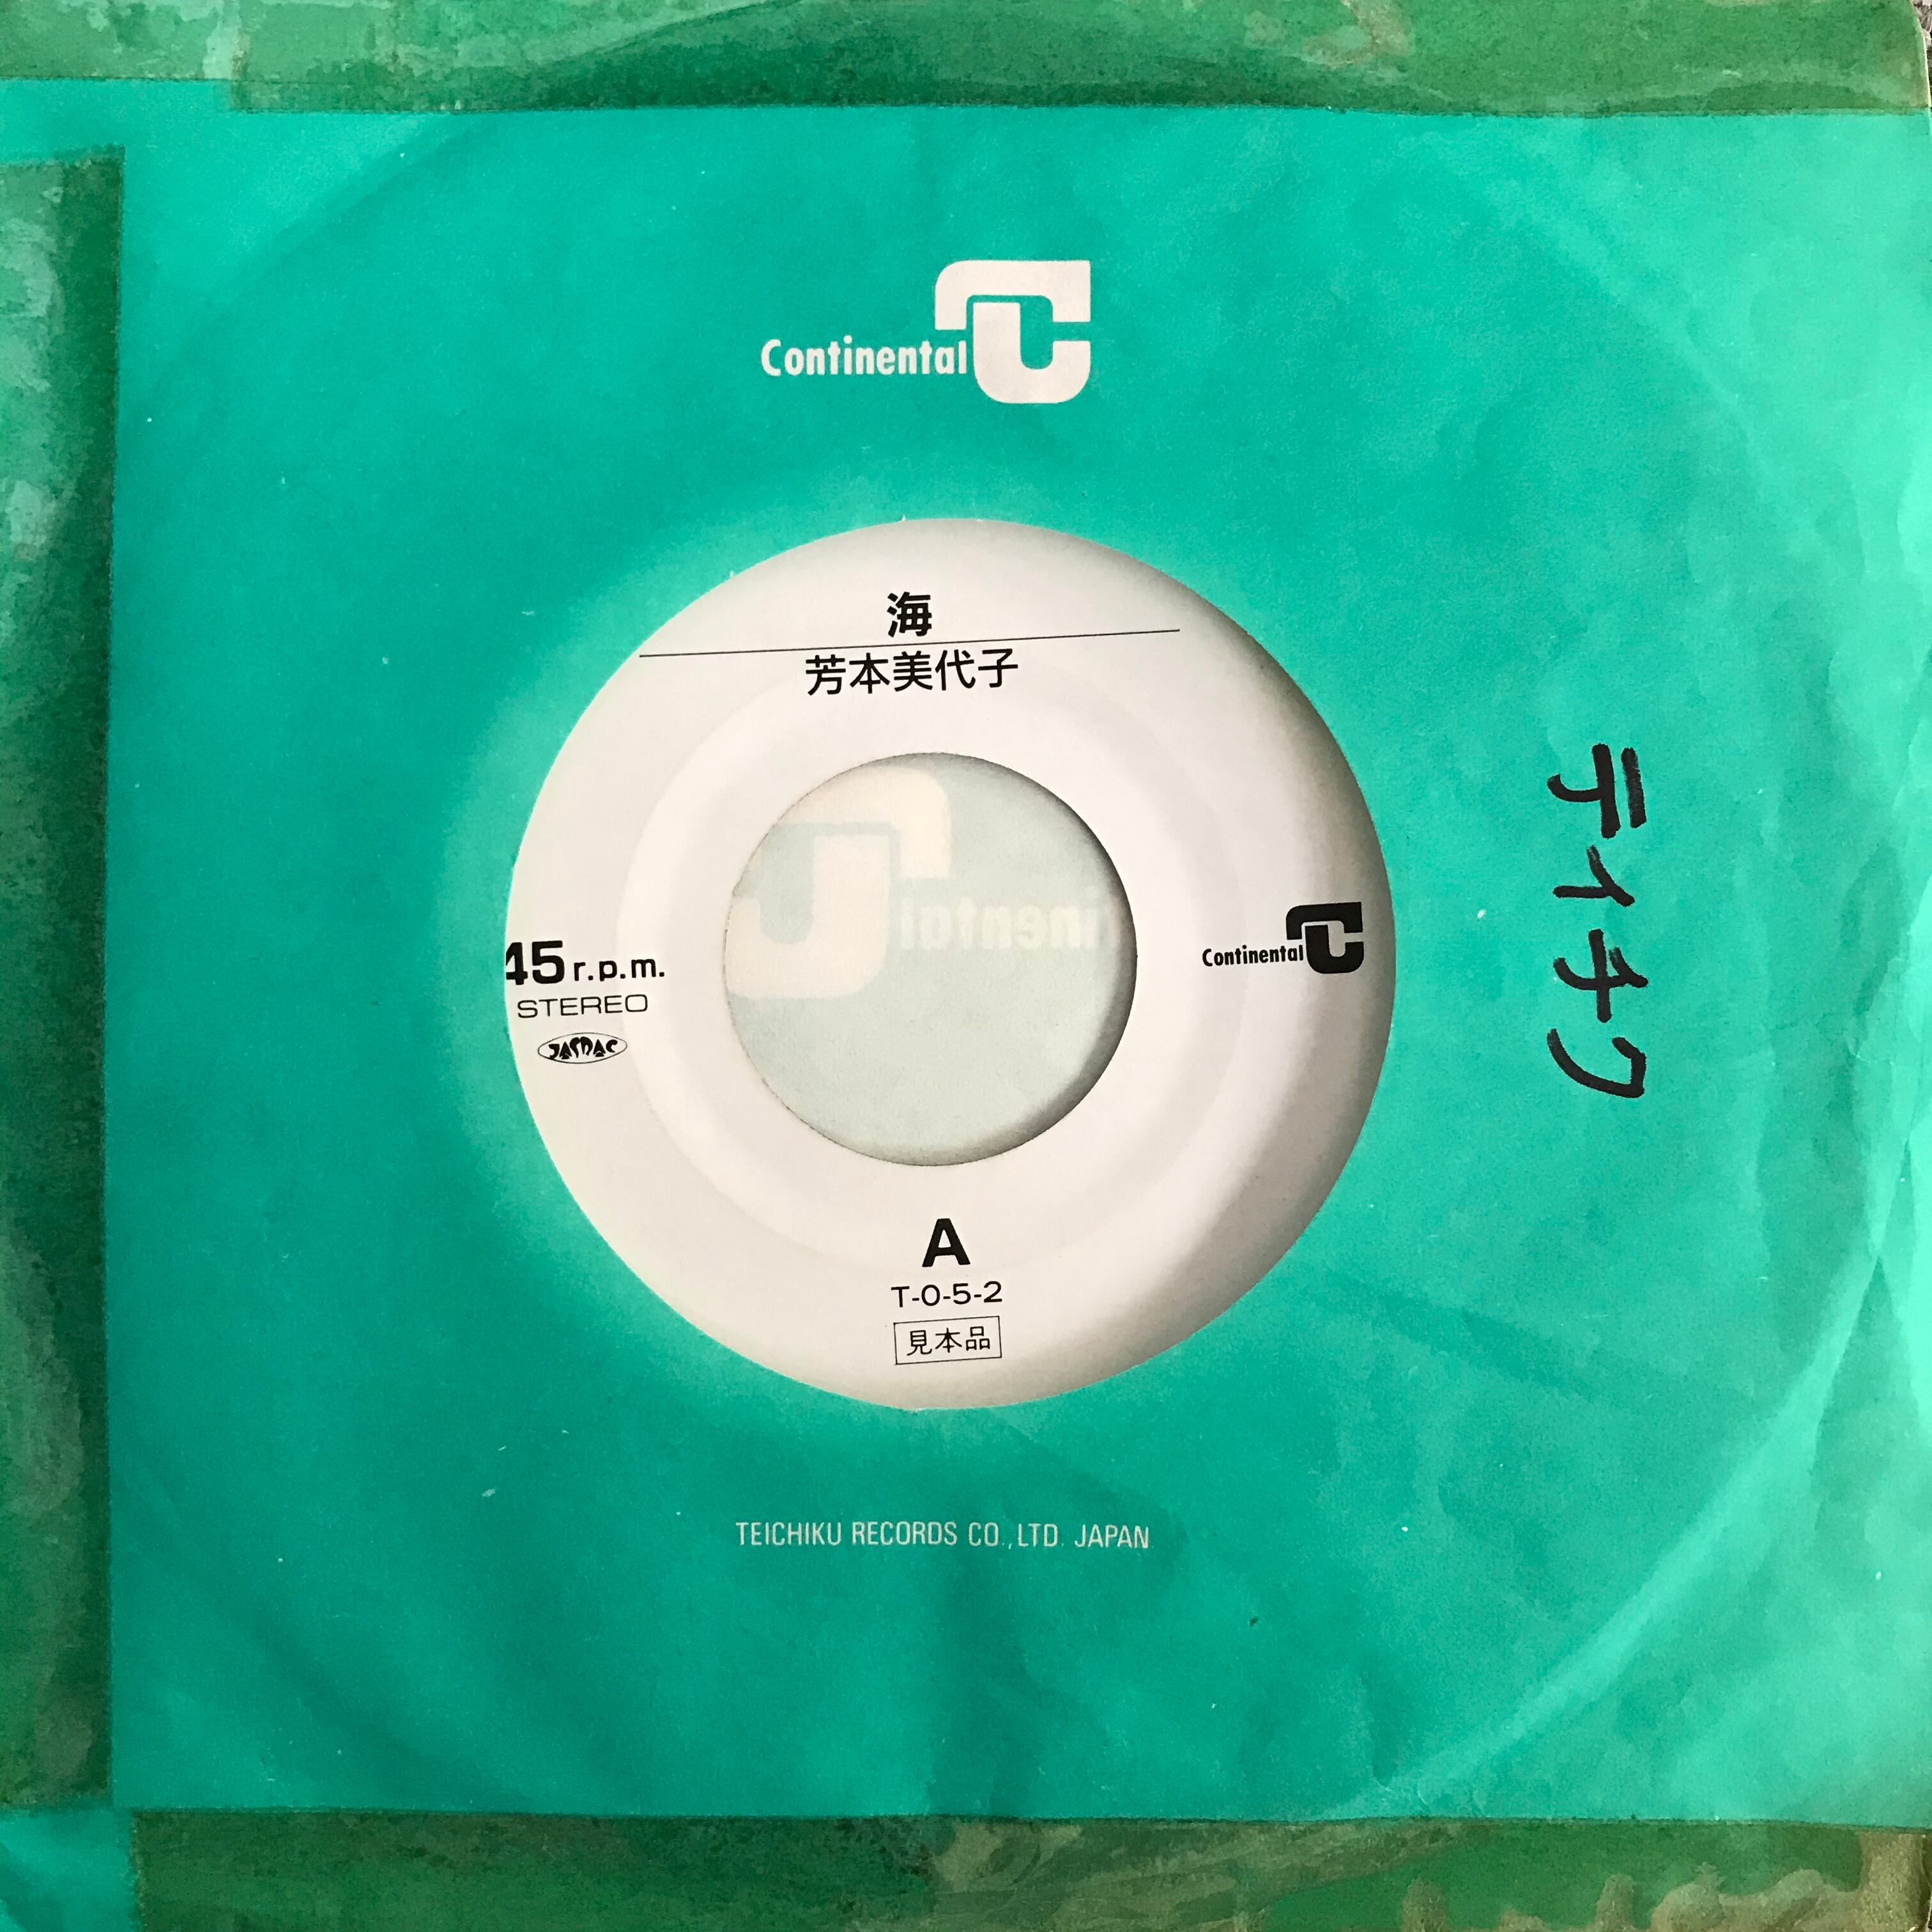 Continental
海
芳本美代子
テイチク
45 r.p.m.
STEREO
JASRAC
Continental
Continental
A
T-0-5-2
見本品
TEICHIKU RECORDS CO.,LTD. JAPAN